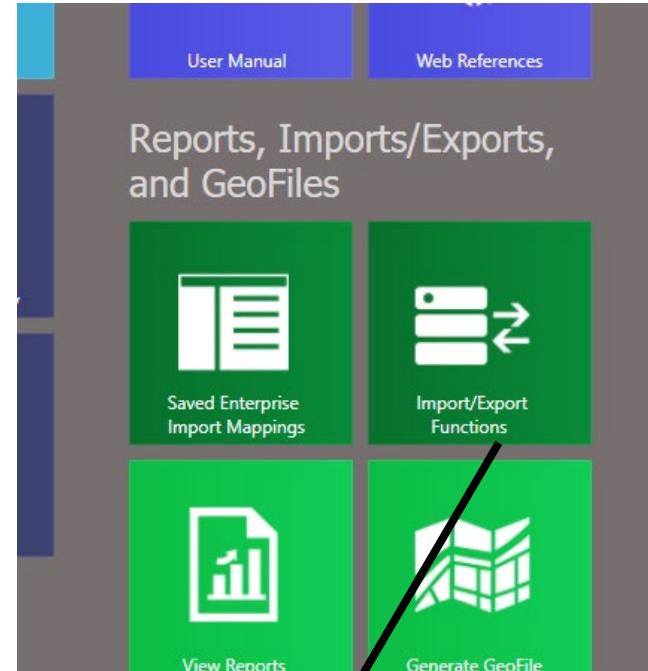 User Manual
Web References
Reports, Imports/Exports,
and GeoFiles
Saved Enterprise
Import Mappings
Import/Export
Functions
View Reports
Generate GeoFile